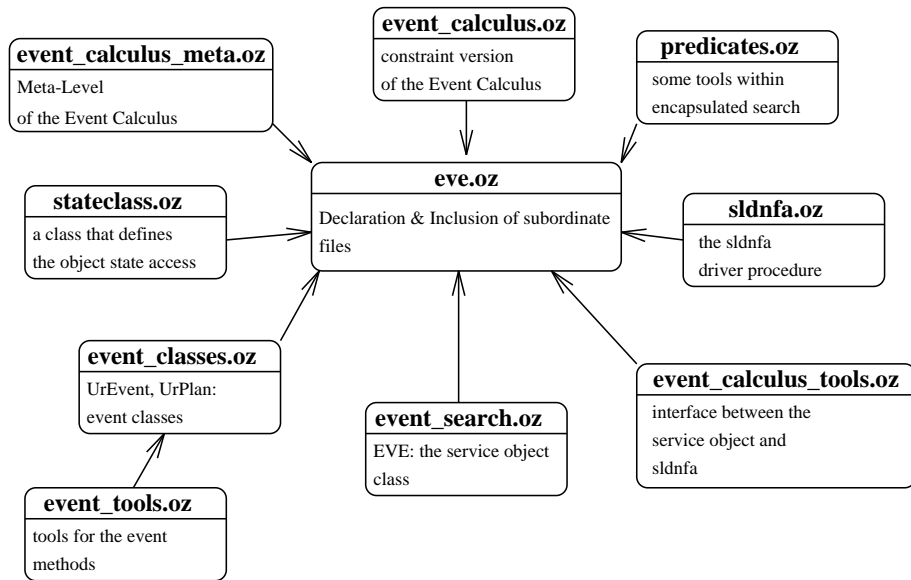 event_calculus.oz
constraint version
of the Event Calculus
event_calculus_meta.oz
Meta-Level
of the Event Calculus
predicates.oz
some tools within
encapsulated search
eve.oz
Declaration & Inclusion of subordinate
files
stateclass.oz
a class that defines
the object state access
sldnfa.oz
the sldnfa
driver procedure
event_classes.oz
UrEvent, UrPlan:
event classes
event_search.oz
EVE: the service object
class
event_calculus_tools.oz
interface between the
service object and
sldnfa
event_tools.oz
tools for the event
methods